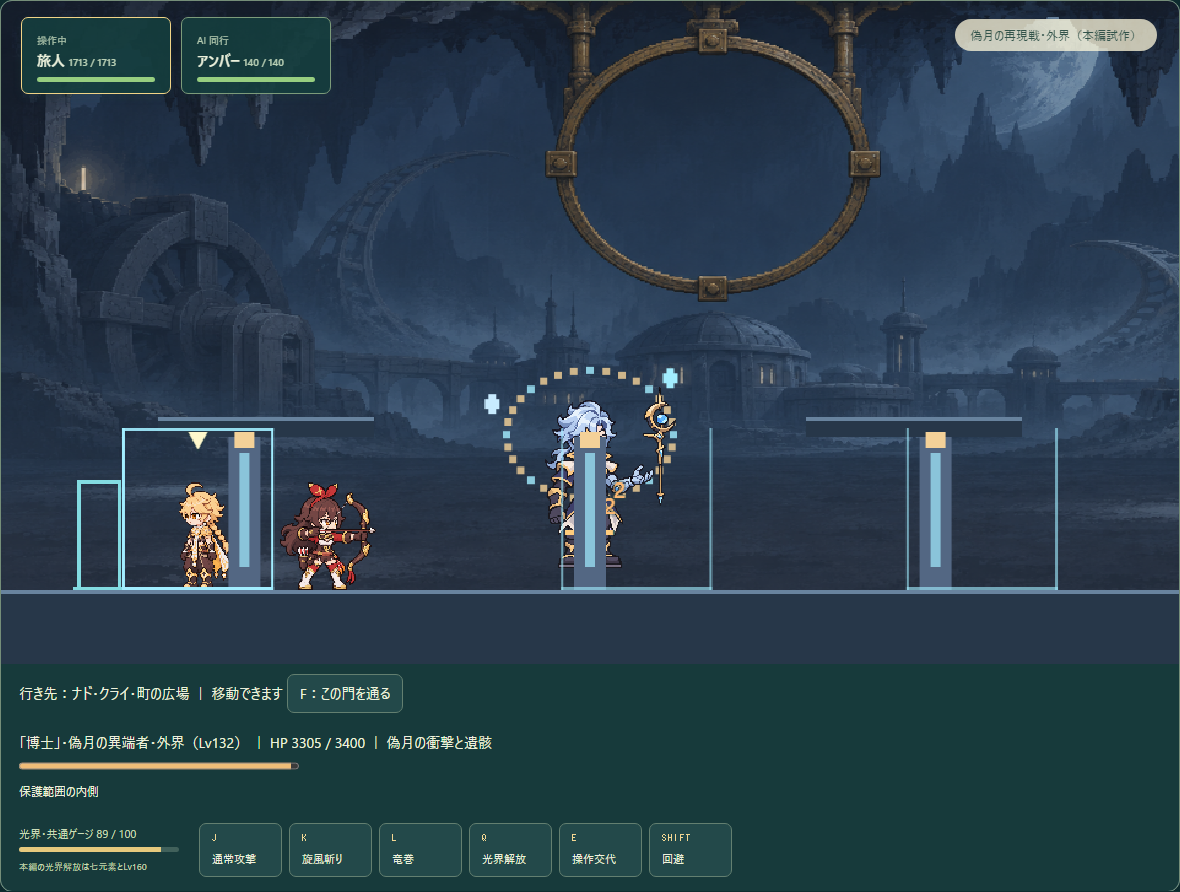 操作中
旅人 1713 / 1713
AI 同行
アンバー 140 / 140
偽月の再現戦・外界（本編試作）
2
2
行き先：ナド・クライ・町の広場 ｜ 移動できます
F：この門を通る
「博士」・偽月の異端者・外界（Lv132） ｜ HP 3305 / 3400 ｜ 偽月の衝撃と遺骸
保護範囲の内側
光界・共通ゲージ 89 / 100
本編の光界解放は七元素とLv160
J
通常攻撃
K
旋風斬り
L
竜巻
Q
光界解放
E
操作交代
SHIFT
回避